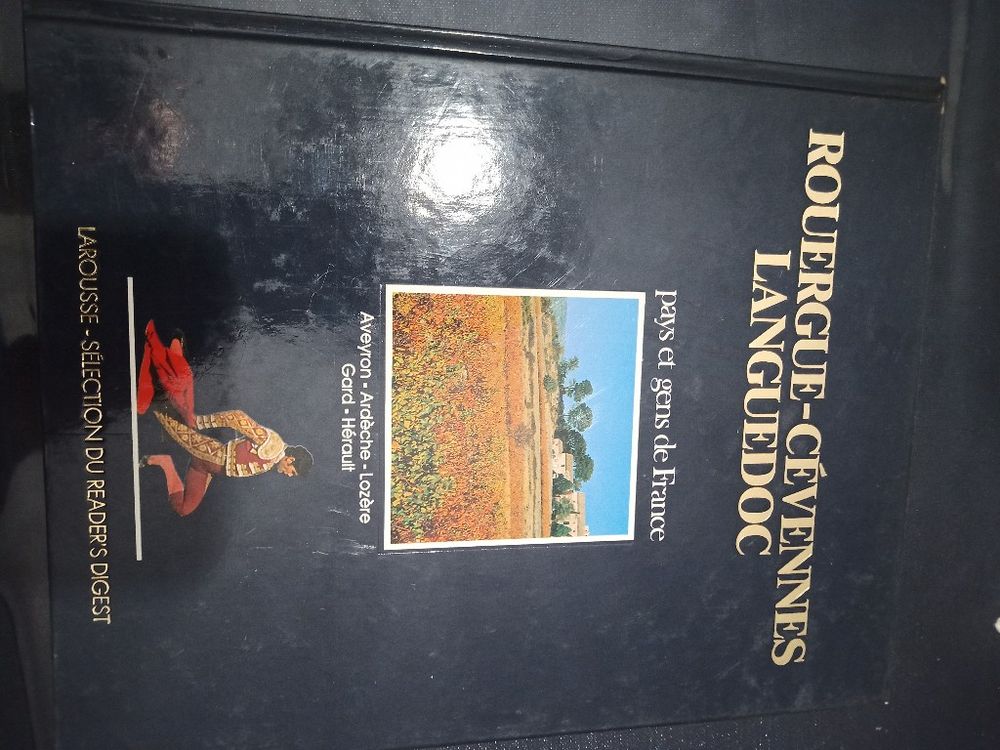 ROUERGUE-CÉVENNES
LANGUEDOC
pays et gens de France
Aveyron - Ardèche - Lozère
Gard - Hérault
LAROUSSE - SÉLECTION DU READER'S DIGEST